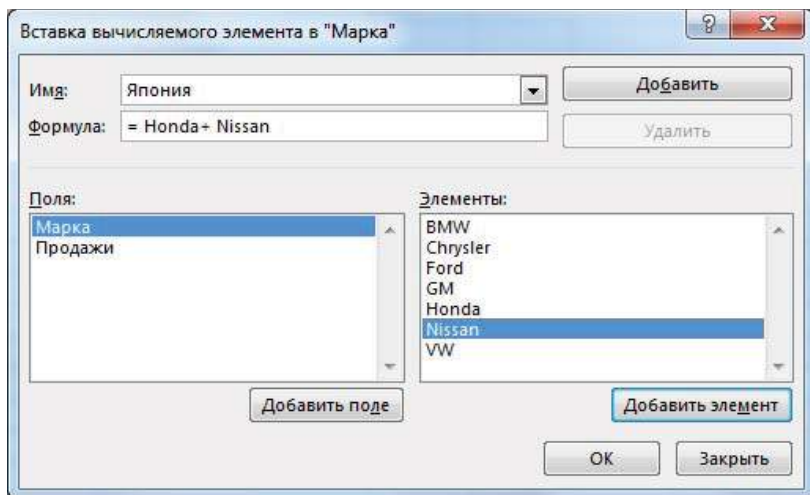 Вставка вычисляемого элемента в "Марка"
Имя: Япония Добавить
Формула: = Honda+ Nissan Удалить
Поля: Элементы:
Марка
Продажи
BMW
Chrysler
Ford
GM
Honda
Nissan
VW
Добавить поле Добавить элемент
OK Закрыть